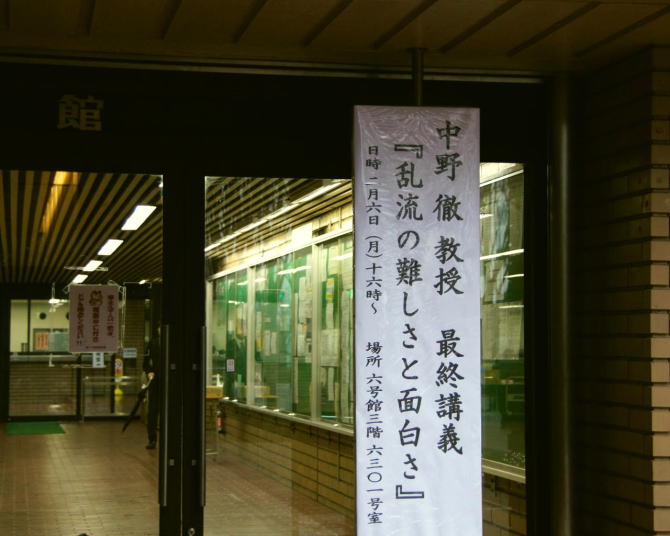 館
中野 徹 教授　最終講義
『乱流の難しさと面白さ』
日時 二月六日（月）十六時〜　場所 六号館三階 六三〇一号室